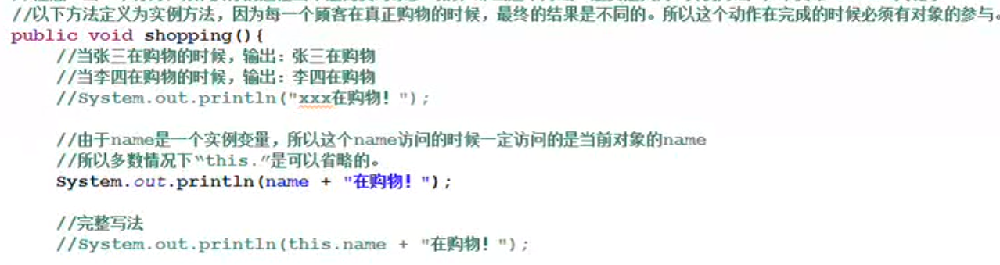 //以下方法定义为实例方法，因为每一个顾客在真正购物的时候，最终的结果是不同的。所以这个动作在完成的时候必须有对象的参与。
public void shopping(){
//当张三在购物的时候，输出：张三在购物
//当李四在购物的时候，输出：李四在购物
//System.out.println("xxx在购物！");
//由于name是一个实例变量，所以这个name访问的时候一定访问的是当前对象的name
//所以多数情况下“this.”是可以省略的。
System.out.println(name + "在购物！");
//完整写法
//System.out.println(this.name + "在购物！");